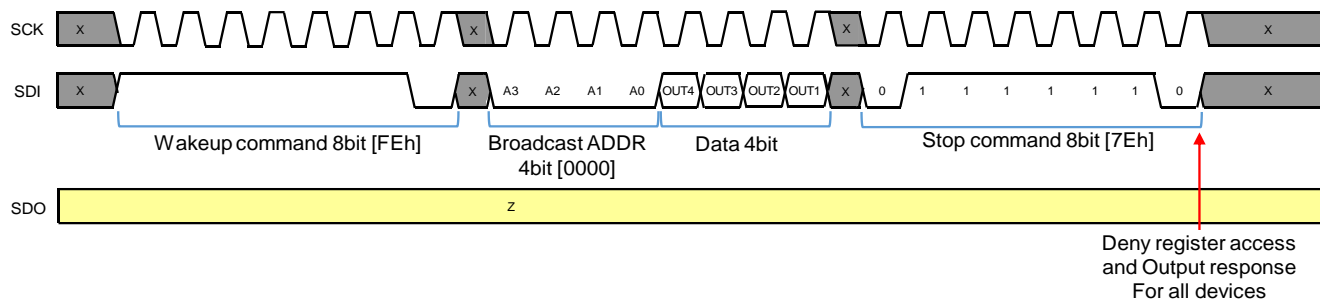 SCK X X X X
SDI X X A3 A2 A1 A0 OUT4 OUT3 OUT2 OUT1 X 0 1 1 1 1 1 1 0 X
Wakeup command 8bit [FEh]
Broadcast ADDR
4bit [0000]
Data 4bit
Stop command 8bit [7Eh]
SDO Z
Deny register access
and Output response
For all devices